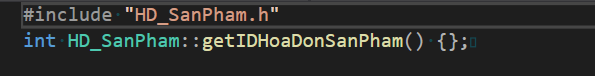 #include "HD_SanPham.h"
int HD_SanPham::getIDHoaDonSanPham() {};